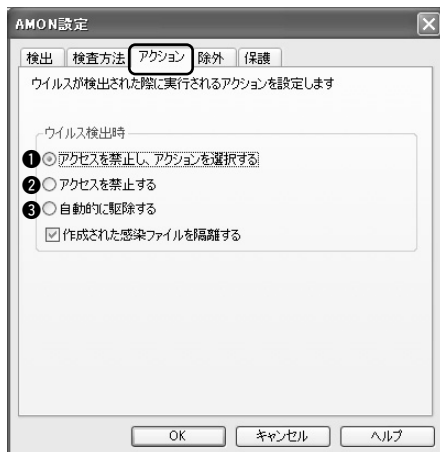 AMON設定
検出 検査方法 アクション 除外 保護
ウイルスが検出された際に実行されるアクションを設定します
ウイルス検出時
❶ アクセスを禁止し、アクションを選択する
❷ アクセスを禁止する
❸ 自動的に駆除する
作成された感染ファイルを隔離する
OK キャンセル ヘルプ